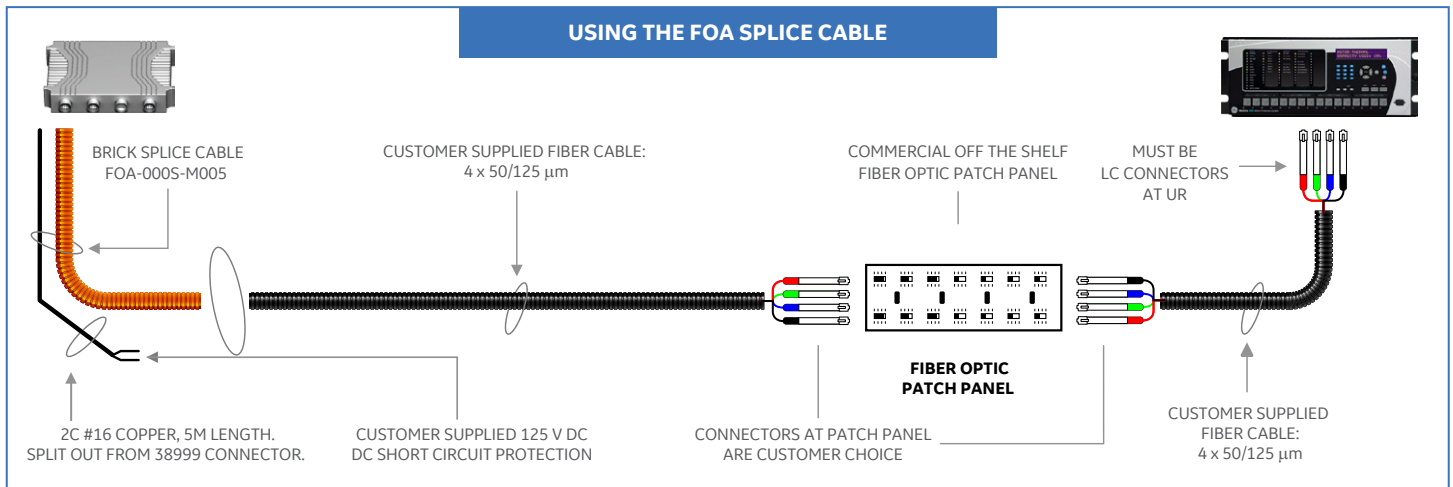 USING THE FOA SPLICE CABLE
BRICK SPLICE CABLE
FOA-000S-M005
CUSTOMER SUPPLIED FIBER CABLE:
4 x 50/125 µm
COMMERCIAL OFF THE SHELF
FIBER OPTIC PATCH PANEL
MUST BE
LC CONNECTORS
AT UR
FIBER OPTIC
PATCH PANEL
2C #16 COPPER, 5M LENGTH.
SPLIT OUT FROM 38999 CONNECTOR.
CUSTOMER SUPPLIED 125 V DC
DC SHORT CIRCUIT PROTECTION
CONNECTORS AT PATCH PANEL
ARE CUSTOMER CHOICE
CUSTOMER SUPPLIED
FIBER CABLE:
4 x 50/125 µm